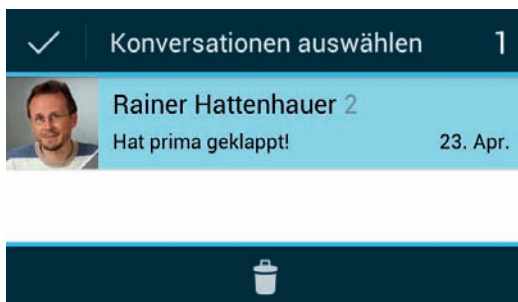 Konversationen auswählen 1
Rainer Hattenhauer 2
Hat prima geklappt! 23. Apr.